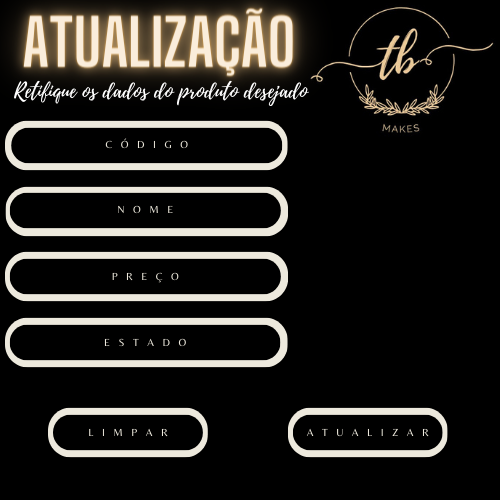 ATUALIZAÇÃO
Retifique os dados do produto desejado
tb
MAKES
CÓDIGO
NOME
PREÇO
ESTADO
LIMPAR
ATUALIZAR